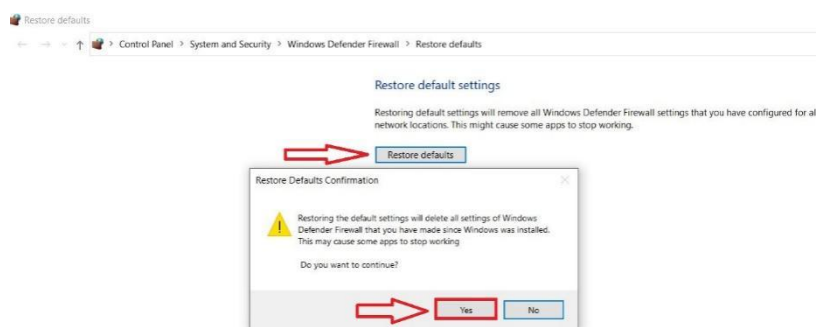 Restore defaults
Control Panel > System and Security > Windows Defender Firewall > Restore defaults
Restore default settings
Restoring default settings will remove all Windows Defender Firewall settings that you have configured for al
network locations. This might cause some apps to stop working.
Restore defaults
Restore Defaults Confirmation
Restoring the default settings will delete all settings of Windows
Defender Firewall that you have made since Windows was installed.
This may cause some apps to stop working
Do you want to continue?
Yes No